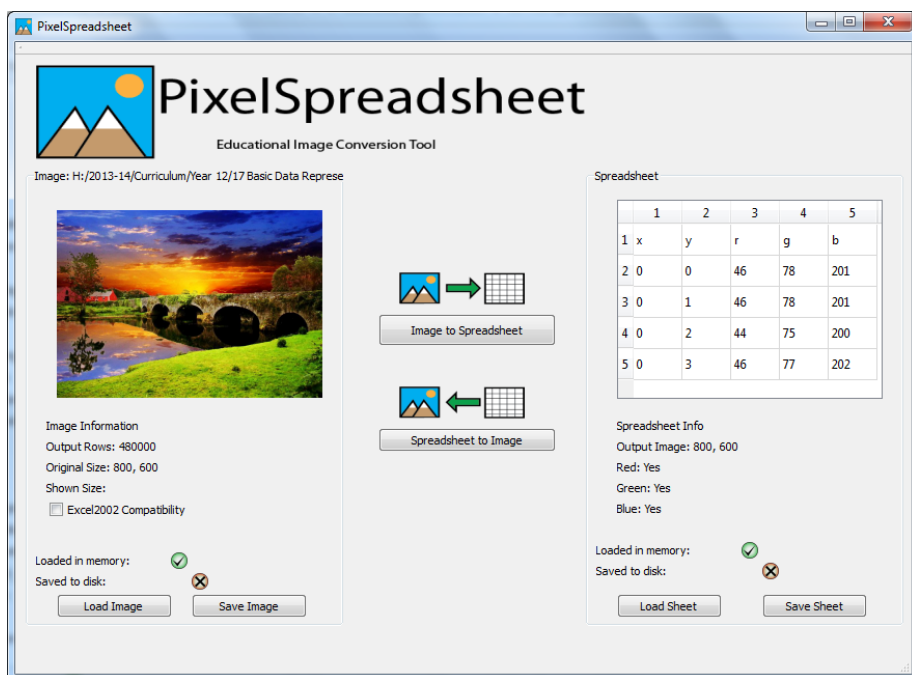 PixelSpreadsheet
PixelSpreadsheet
Educational Image Conversion Tool
Image: H:/2013-14/Curriculum/Year 12/17 Basic Data Represe
Image Information
Output Rows: 480000
Original Size: 800, 600
Shown Size:
Excel2002 Compatibility
Loaded in memory:
Saved to disk:
Load Image Save Image
Image to Spreadsheet
Spreadsheet to Image
Spreadsheet
1 2 3 4 5
1 x y r g b
2 0 0 46 78 201
3 0 1 46 78 201
4 0 2 44 75 200
5 0 3 46 77 202
Spreadsheet Info
Output Image: 800, 600
Red: Yes
Green: Yes
Blue: Yes
Loaded in memory:
Saved to disk:
Load Sheet Save Sheet